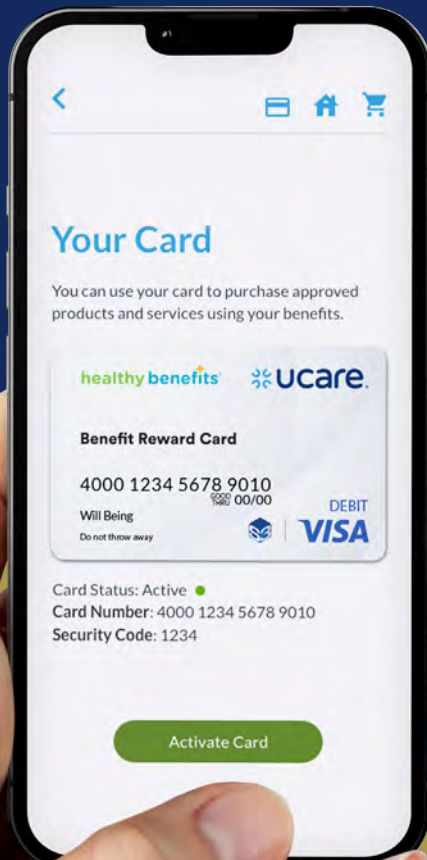 Your Card
You can use your card to purchase approved
products and services using your benefits.
healthy benefits
ucare.
Benefit Reward Card
4000 1234 5678 9010
GOOD THRU 00/00
Will Being
Do not throw away
DEBIT
VISA
Card Status: Active
Card Number: 4000 1234 5678 9010
Security Code: 1234
Activate Card